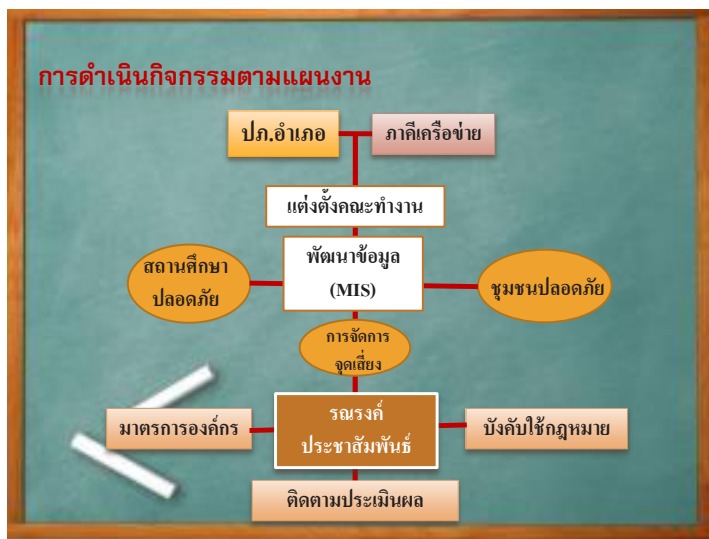 การดำเนินกิจกรรมตามแผนงาน
ปภ.อำเภอ
ภาคีเครือข่าย
แต่งตั้งคณะทำงาน
สถานศึกษา
ปลอดภัย
พัฒนาข้อมูล
(MIS)
ชุมชนปลอดภัย
การจัดการ
จุดเสี่ยง
มาตรการองค์กร
รณรงค์
ประชาสัมพันธ์
บังคับใช้กฎหมาย
ติดตามประเมินผล